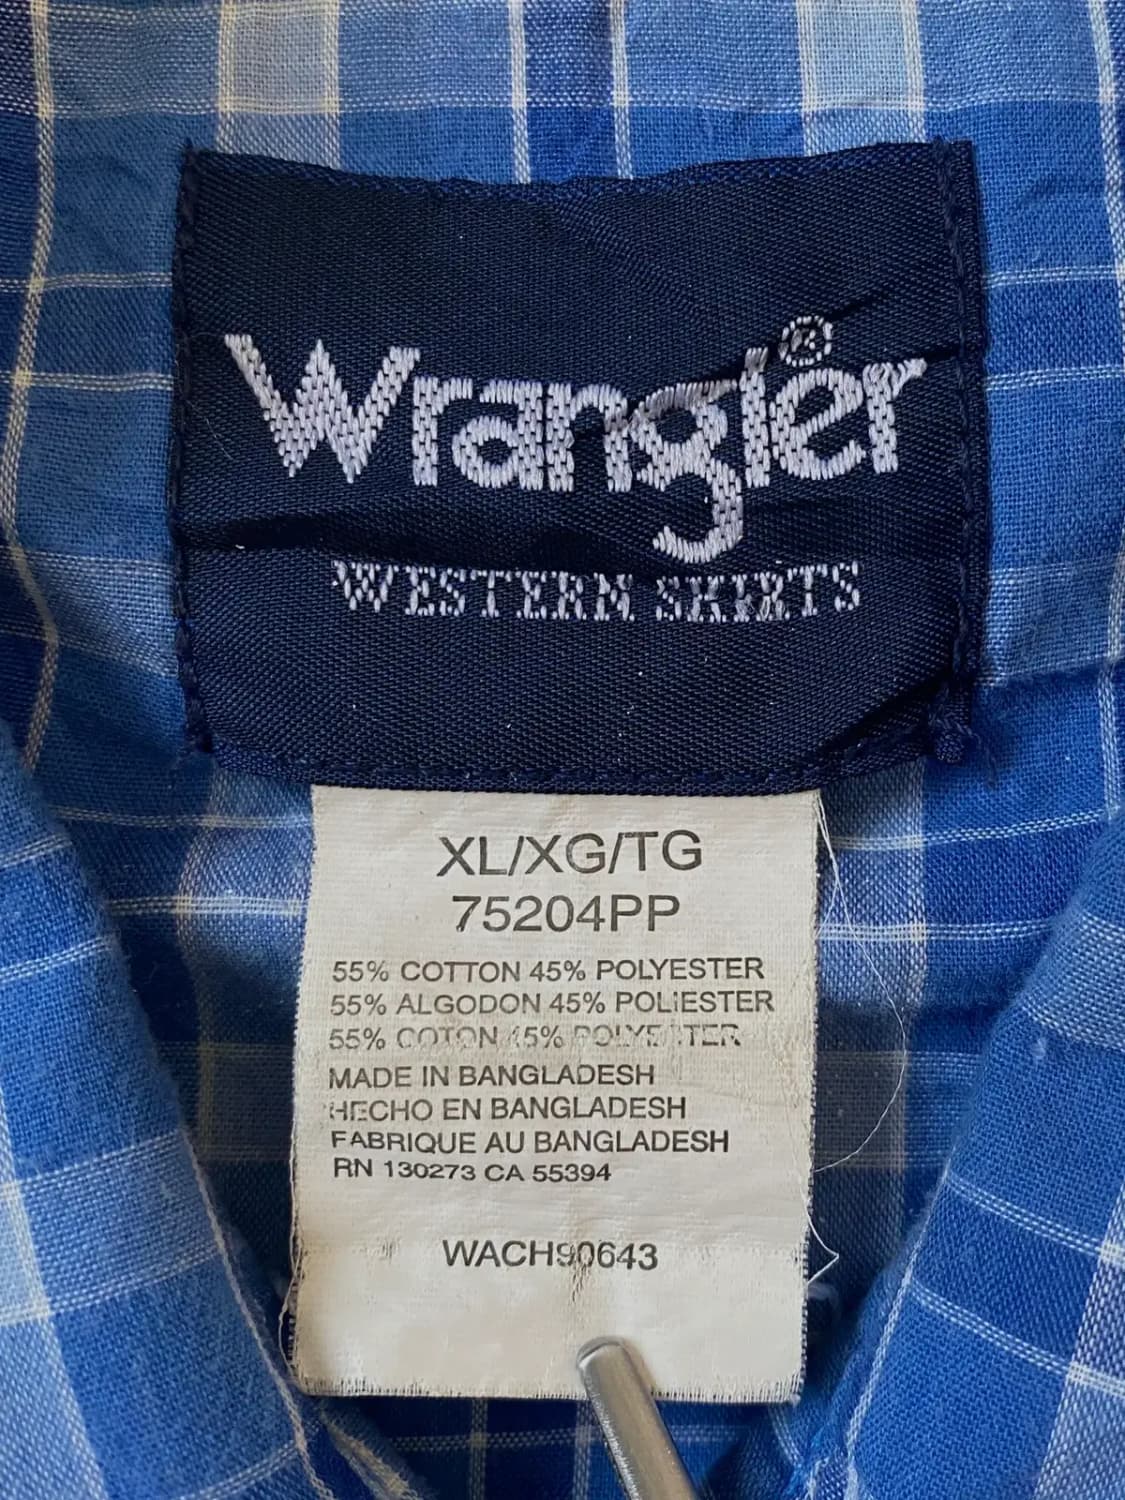 Wrangler®
WESTERN SHIRTS
XL/XG/TG
75204PP
55% COTTON 45% POLYESTER
55% ALGODON 45% POLIESTER
55% COTON 45% POLYESTER
MADE IN BANGLADESH
HECHO EN BANGLADESH
FABRIQUE AU BANGLADESH
RN 130273 CA 55394
WACH90643